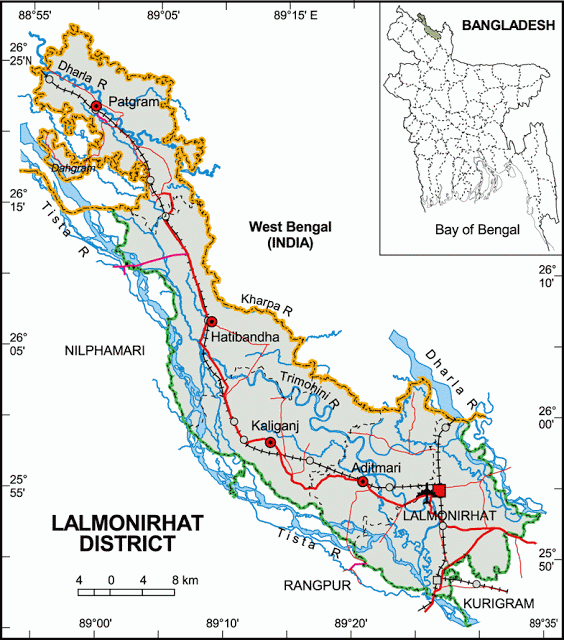 88°55'
89°05'
89°15' E
26°
25'N
BANGLADESH
Bay of Bengal
Dharla R
Patgram
Dahgram
26°
15'
Tista R
West Bengal
(INDIA)
26°
10'
Kharpa R
Hatibandha
26°
05'
NILPHAMARI
Dharla R
Trimohini R
26°
00'
Kaliganj
Aditmari
25°
55'
LALMONIRHAT
LALMONIRHAT
DISTRICT
Tista R
25°
50'
4 0 4 8 km
RANGPUR
KURIGRAM
89°00'
89°10'
89°20'
89°35'